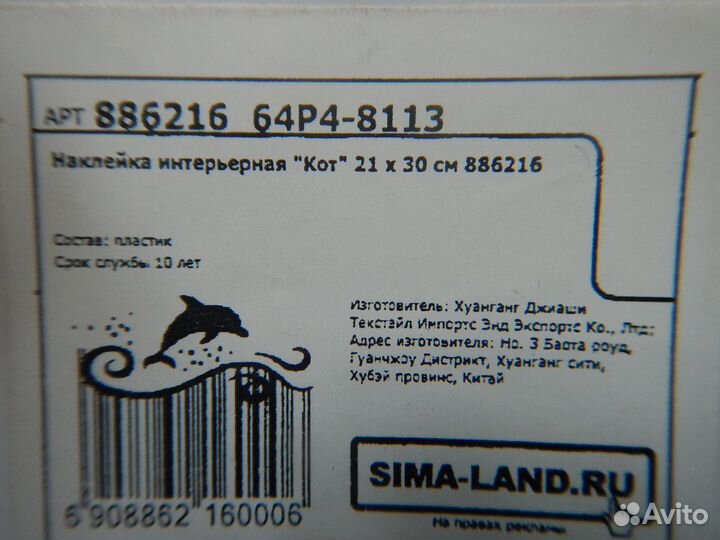 АРТ 886216 64Р4-8113
Наклейка интерьерная "Кот" 21 х 30 см 886216
Состав: пластик
Срок службы 10 лет
Изготовитель: Хуанганг Джиаши
Текстайл Импортс Энд Экспортс Ко., Лтд;
Адрес изготовителя: Но. 3 Баота роуд,
Гуанчжоу Дистрикт, Хуанганг сити,
Хубэй провинс, Китай
6 908862 160006
SIMA-LAND.RU
На правах рекламы
Avito